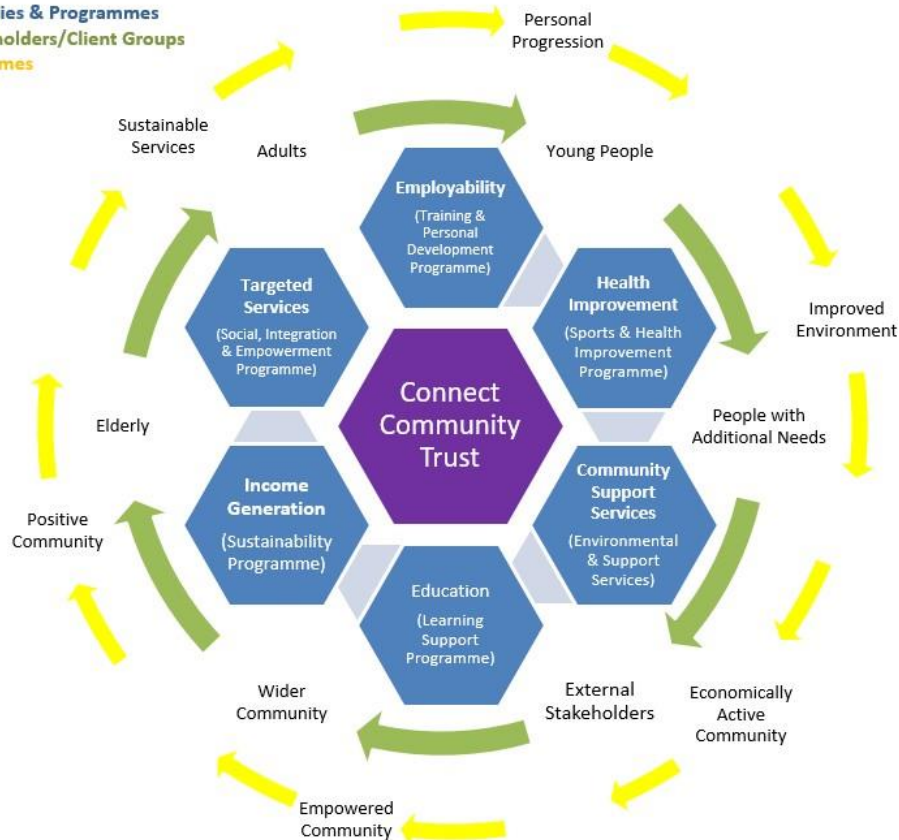 ies & Programmes
holders/Client Groups
mes
Personal
Progression
Sustainable
Services
Adults
Young People
Employability
(Training &
Personal
Development
Programme)
Targeted
Services
(Social, Integration
& Empowerment
Programme)
Health
Improvement
(Sports & Health
Improvement
Programme)
Improved
Environment
Connect
Community
Trust
Elderly
People with
Additional Needs
Income
Generation
(Sustainability
Programme)
Community
Support
Services
(Environmental
& Support
Services)
Positive
Community
Education
(Learning
Support
Programme)
Wider
Community
External
Stakeholders
Economically
Active
Community
Empowered
Community